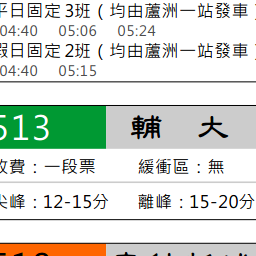 平日固定3班（均由蘆洲一站發車）
04:40 05:06 05:24
假日固定2班（均由蘆洲一站發車）
04:40 05:15
513 輔大
收費：一段票 緩衝區：無
尖峰：12-15分 離峰：15-20分